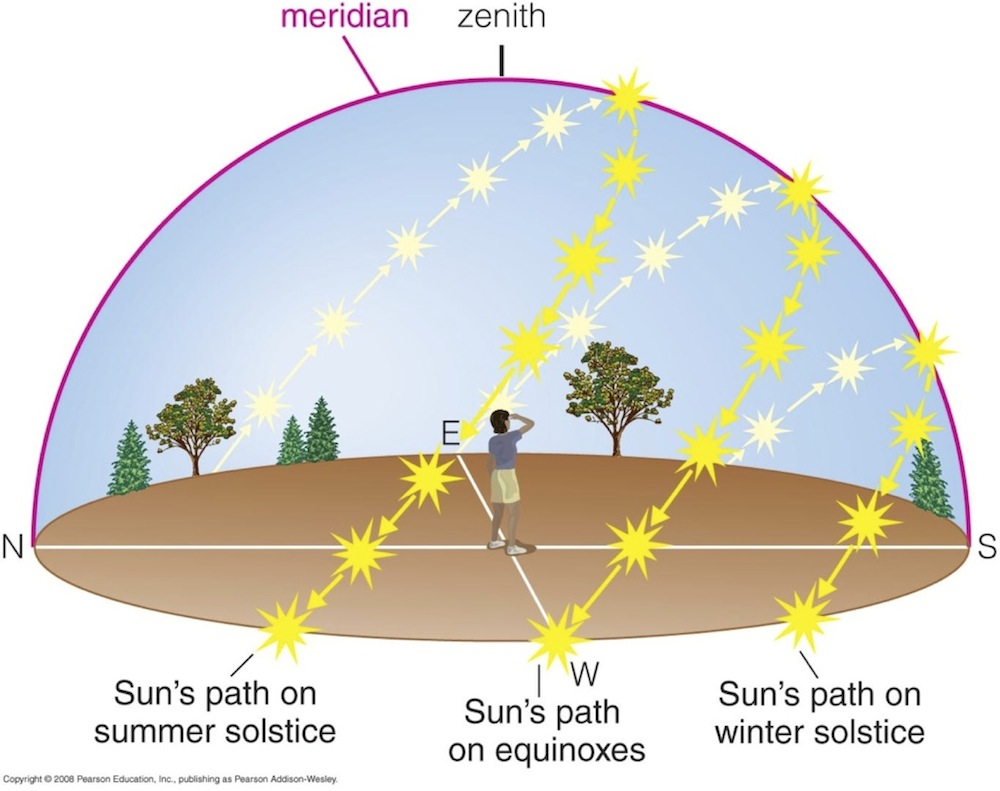 meridian
zenith
E
N
S
W
Sun's path on
summer solstice
Sun's path
on equinoxes
Sun's path on
winter solstice
Copyright © 2008 Pearson Education, Inc., publishing as Pearson Addison-Wesley.